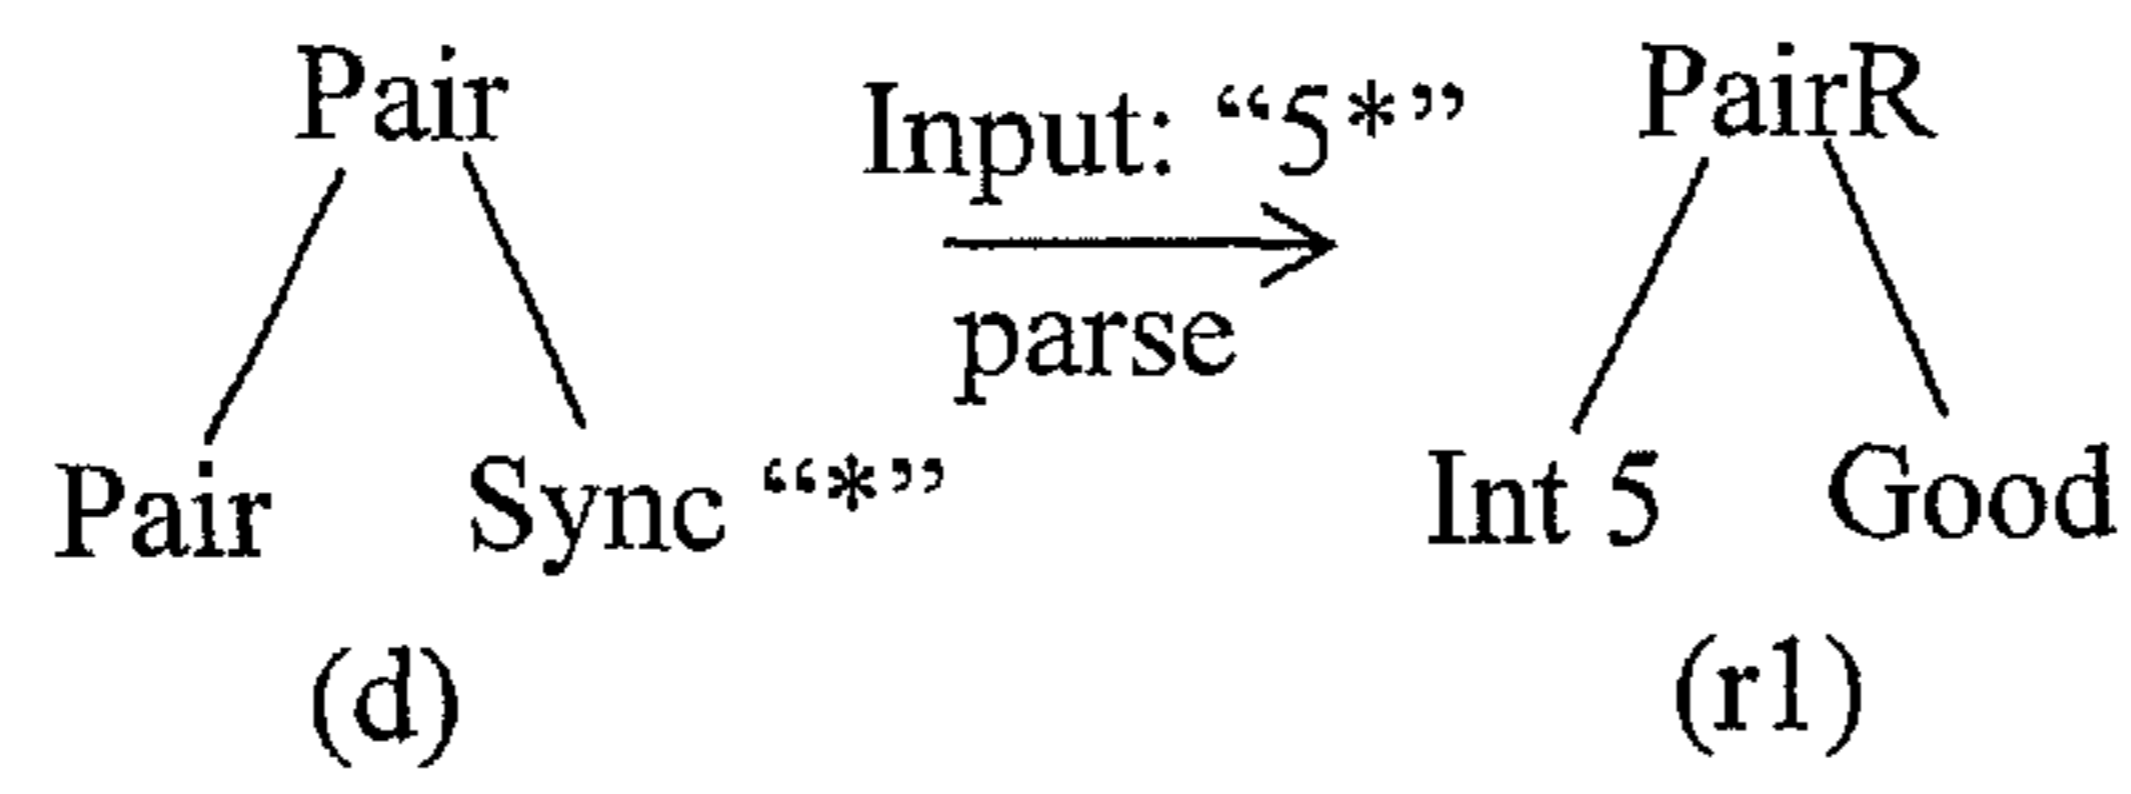 Pair
Input: “5*”
PairR
parse
Pair
Sync “*”
Int 5
Good
(d)
(r1)